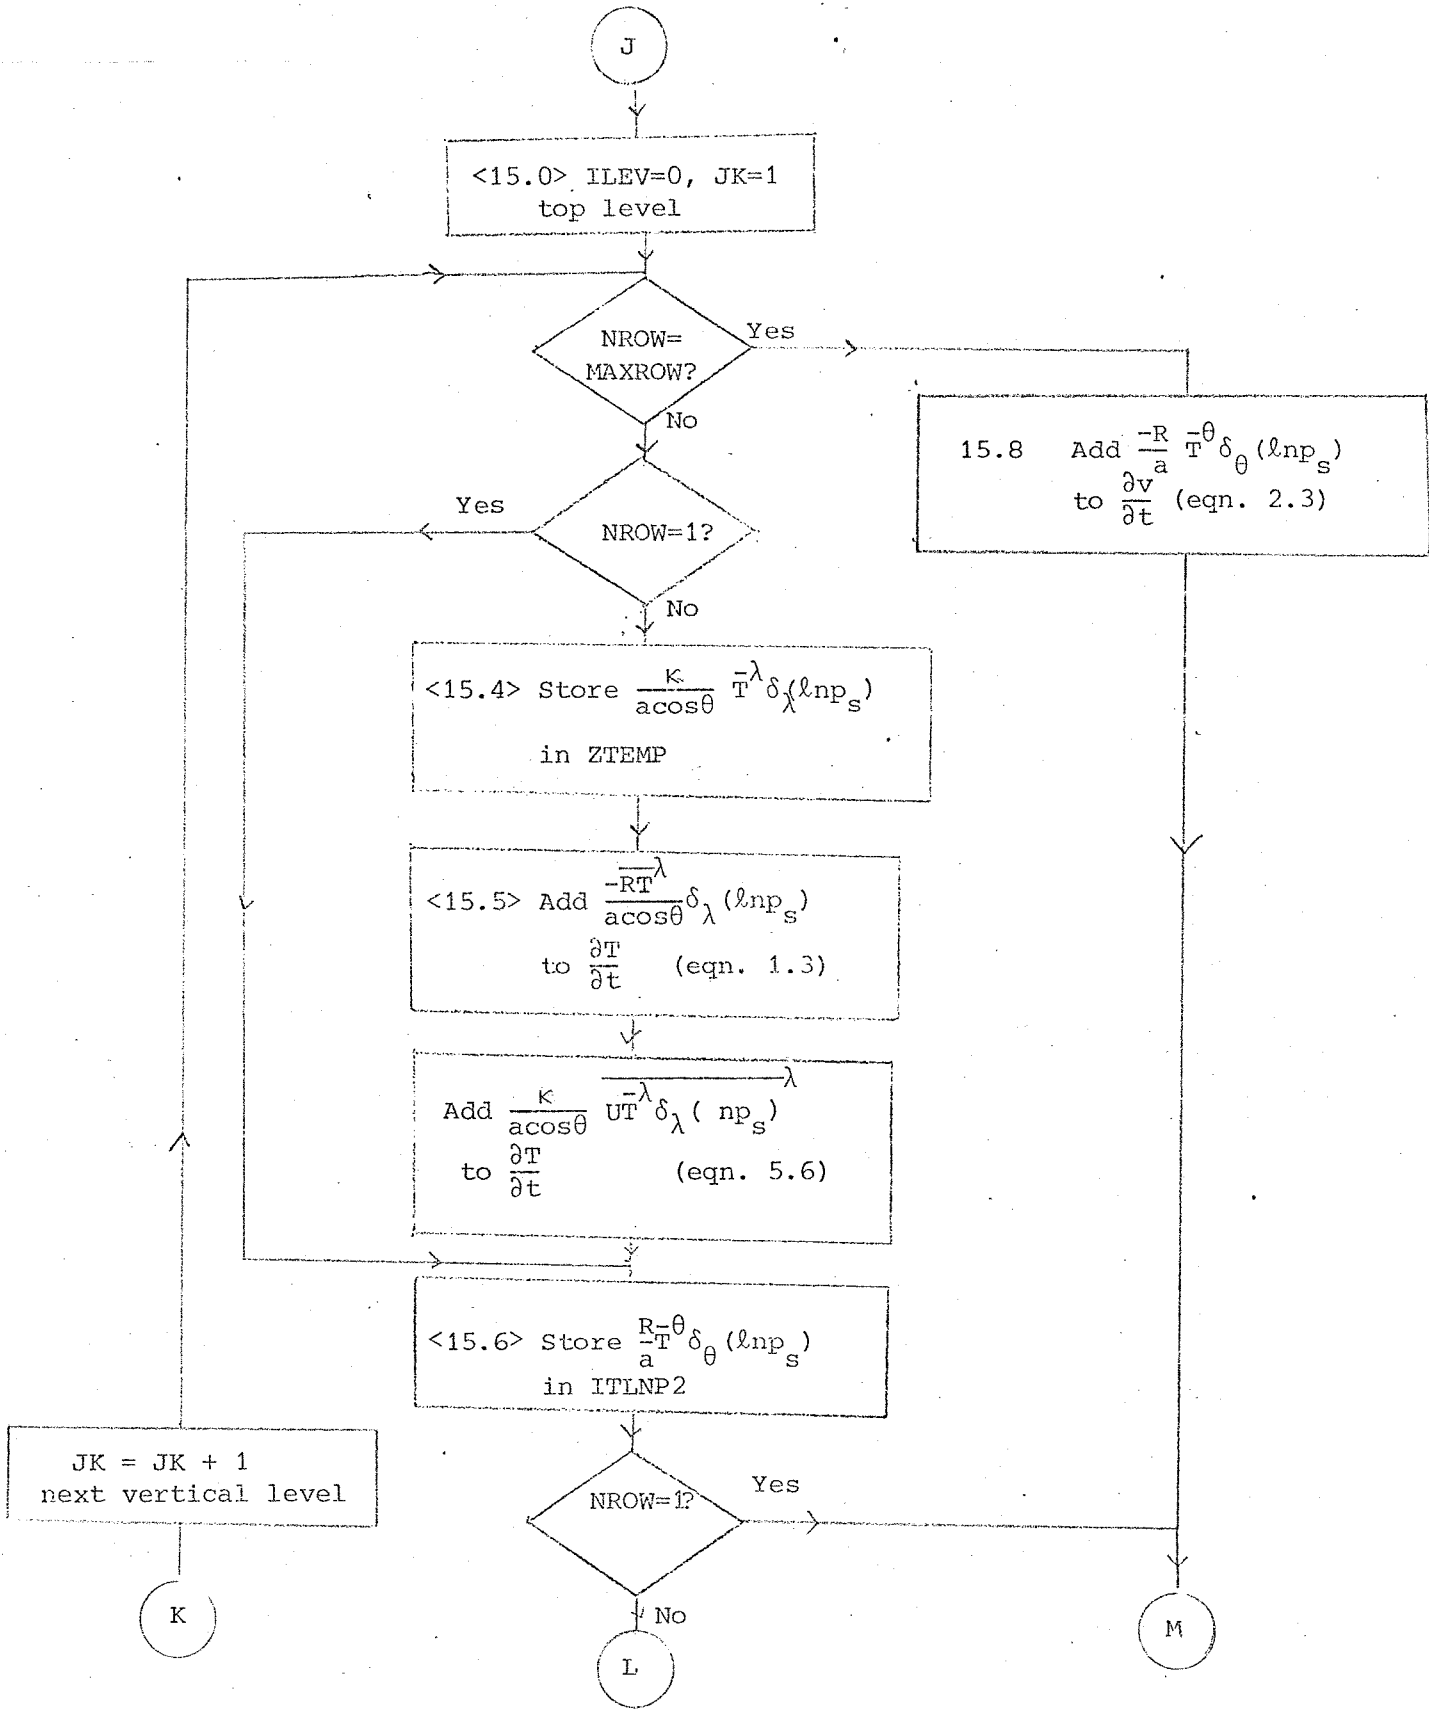 J
<15.0> ILEV=0, JK=1
top level
NROW=
MAXROW?
Yes
No
15.8 Add -R/a T̄^θ δ_θ(ℓnp_s)
to ∂v/∂t (eqn. 2.3)
NROW=1?
Yes
No
<15.4> Store κ/acosθ T̄^λ δ_λ(ℓnp_s)
in ZTEMP
<15.5> Add -R̅T̅^λ/acosθ δ_λ(ℓnp_s)
to ∂T/∂t (eqn. 1.3)
Add κ/acosθ \overline{UT̄^λ δ_λ( np_s)}^λ
to ∂T/∂t (eqn. 5.6)
<15.6> Store R/a T̄^θ δ_θ(ℓnp_s)
in ITLNP2
JK = JK + 1
next vertical level
NROW=1?
Yes
No
K
L
M